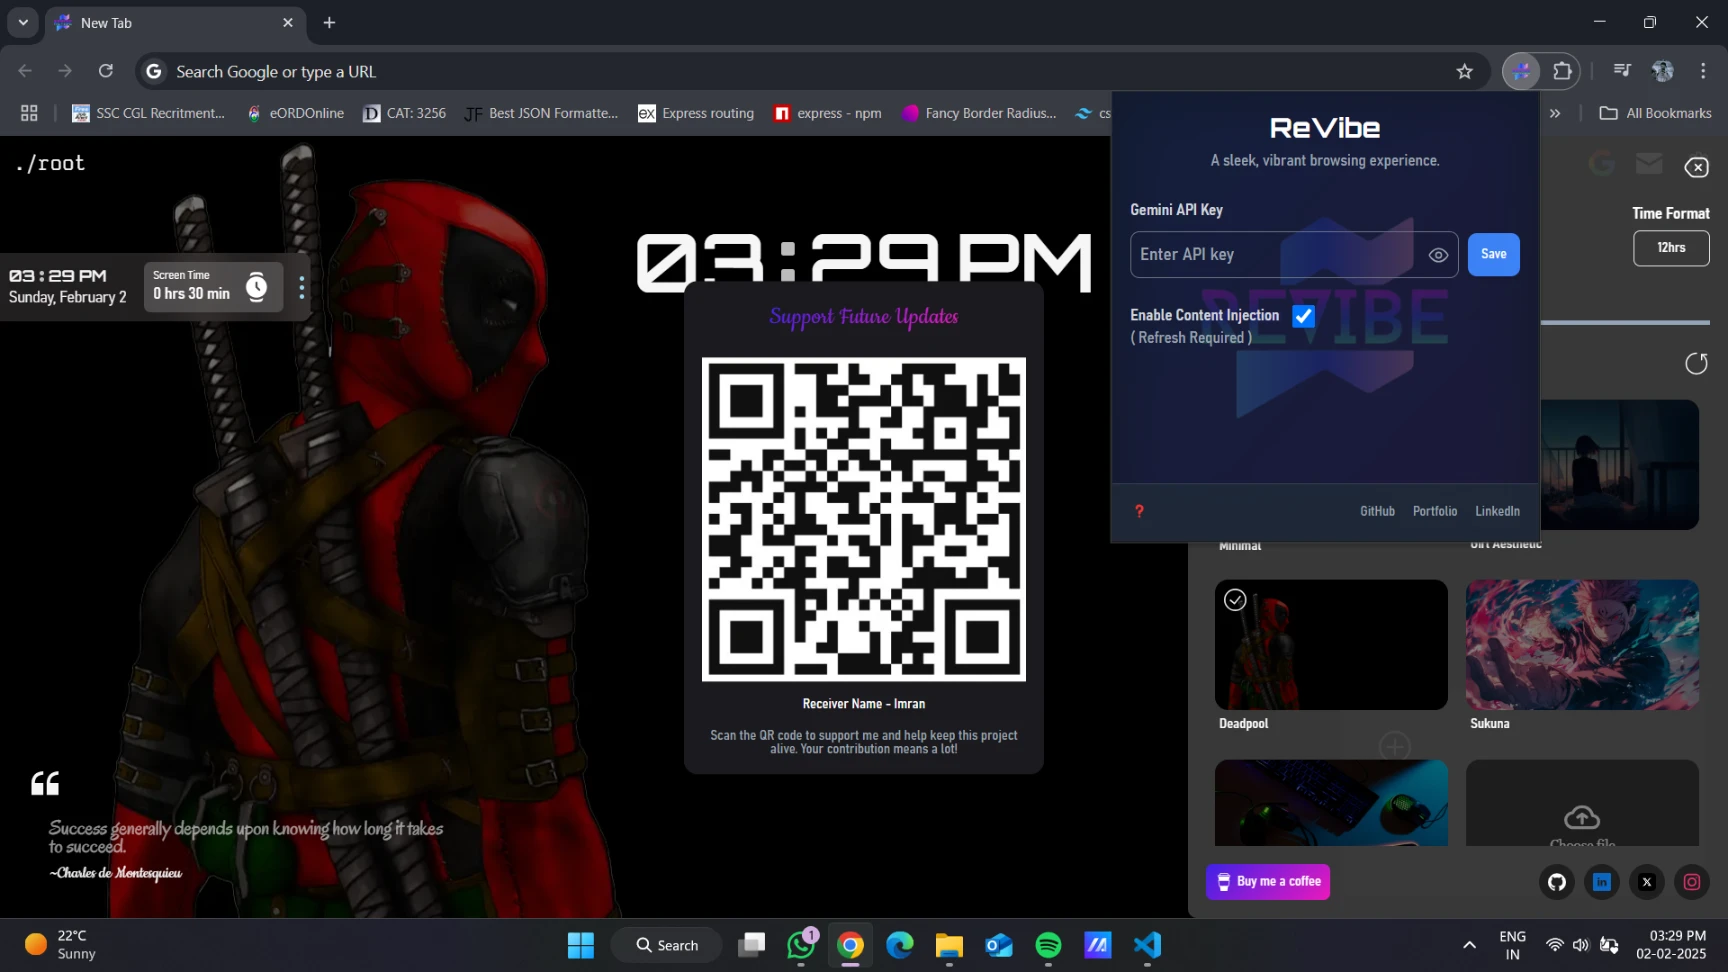 New Tab
Search Google or type a URL
SSC CGL Recritment...
eORDOnline
CAT: 3256
JF Best JSON Formatte...
ex Express routing
express - npm
Fancy Border Radius...
cs
All Bookmarks
./root
03:29 PM
Sunday, February 2
Screen Time
0 hrs 30 min
03:29 PM
Support Future Updates
Receiver Name - Imran
Scan the QR code to support me and help keep this project
alive. Your contribution means a lot!
ReVibe
A sleek, vibrant browsing experience.
Gemini API Key
Enter API key
Save
REVIBE
Enable Content Injection
( Refresh Required )
?
GitHub
Portfolio
LinkedIn
Time Format
12hrs
Minimal
Girl Aesthetic
Deadpool
Sukuna
Choose file
Buy me a coffee
Success generally depends upon knowing how long it takes
to succeed.
~Charles de Montesquieu
22°C
Sunny
Search
1
ENG
IN
03:29 PM
02-02-2025